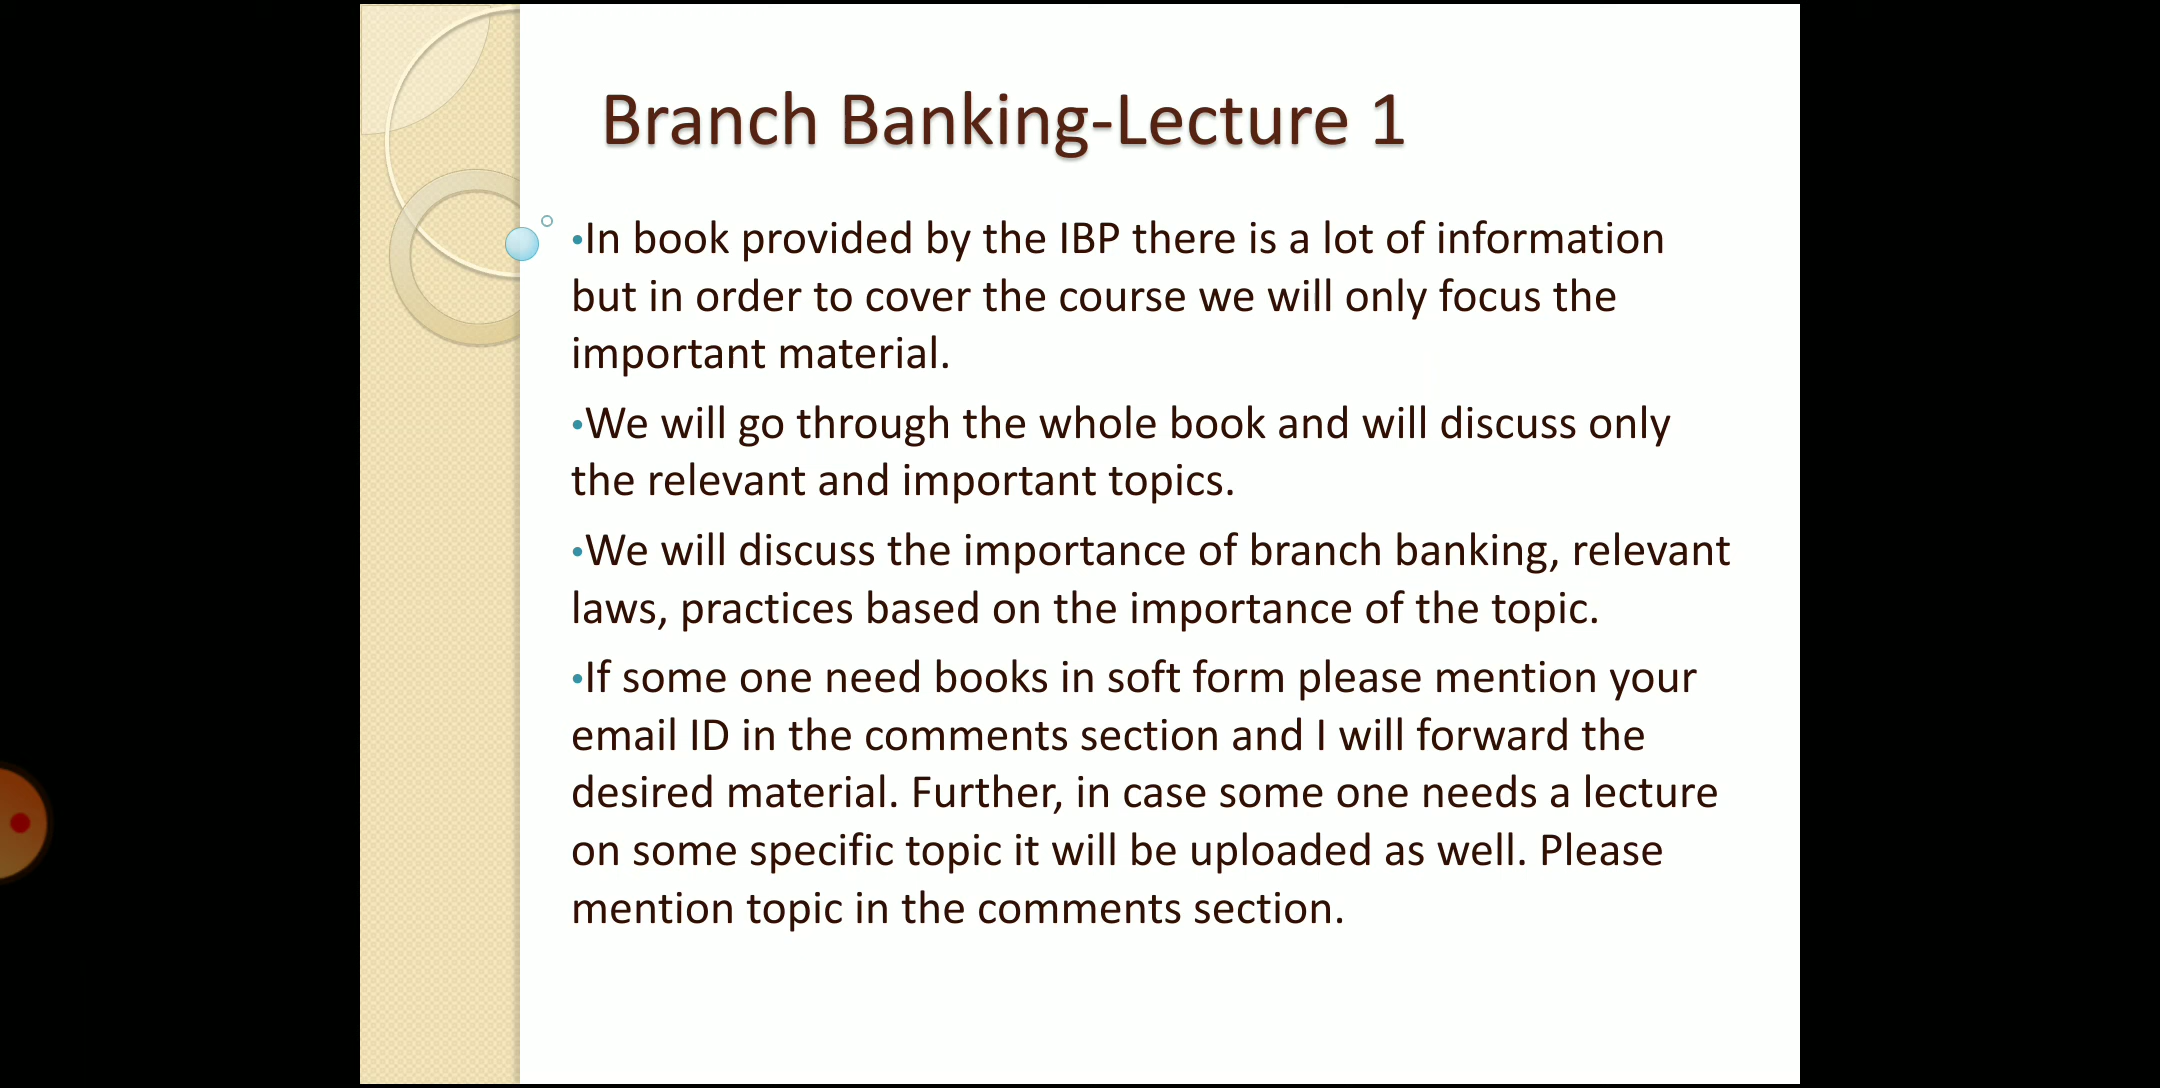 Branch Banking-Lecture 1
•In book provided by the IBP there is a lot of information
but in order to cover the course we will only focus the
important material.
•We will go through the whole book and will discuss only
the relevant and important topics.
•We will discuss the importance of branch banking, relevant
laws, practices based on the importance of the topic.
•If some one need books in soft form please mention your
email ID in the comments section and I will forward the
desired material. Further, in case some one needs a lecture
on some specific topic it will be uploaded as well. Please
mention topic in the comments section.